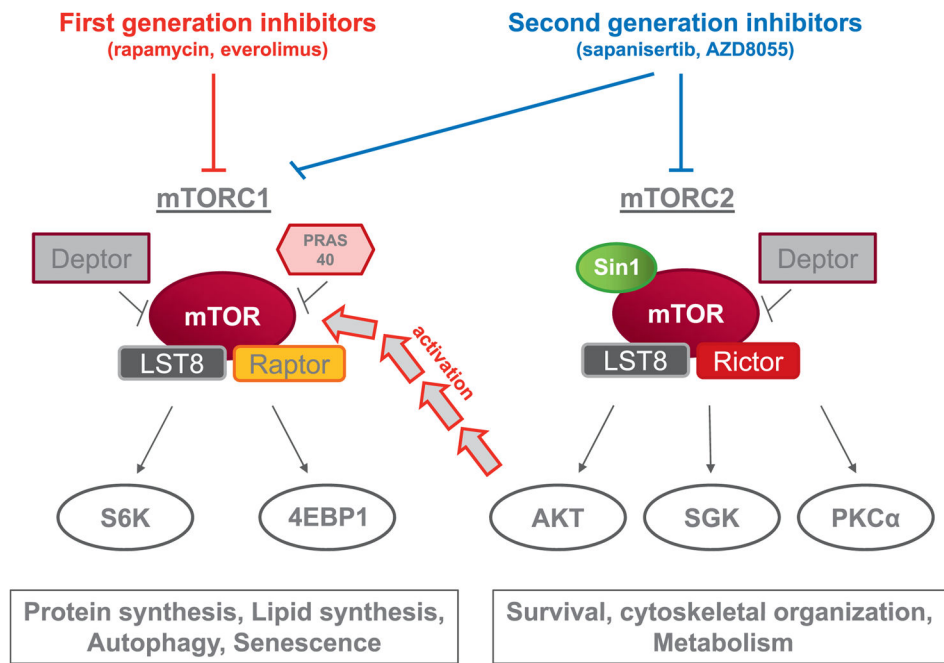 First generation inhibitors
(rapamycin, everolimus)
Second generation inhibitors
(sapanisertib, AZD8055)
mTORC1
mTORC2
Deptor
PRAS
40
mTOR
LST8
Raptor
activation
Sin1
Deptor
mTOR
LST8
Rictor
S6K
4EBP1
AKT
SGK
PKCα
Protein synthesis, Lipid synthesis,
Autophagy, Senescence
Survival, cytoskeletal organization,
Metabolism